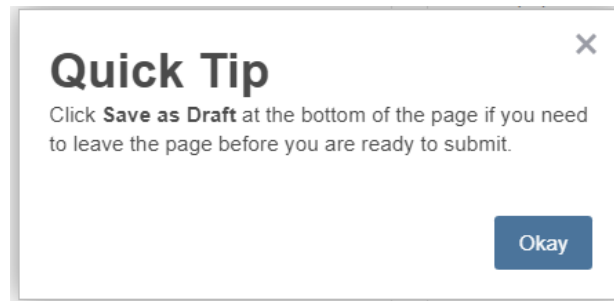 Quick Tip
Click Save as Draft at the bottom of the page if you need
to leave the page before you are ready to submit.
Okay